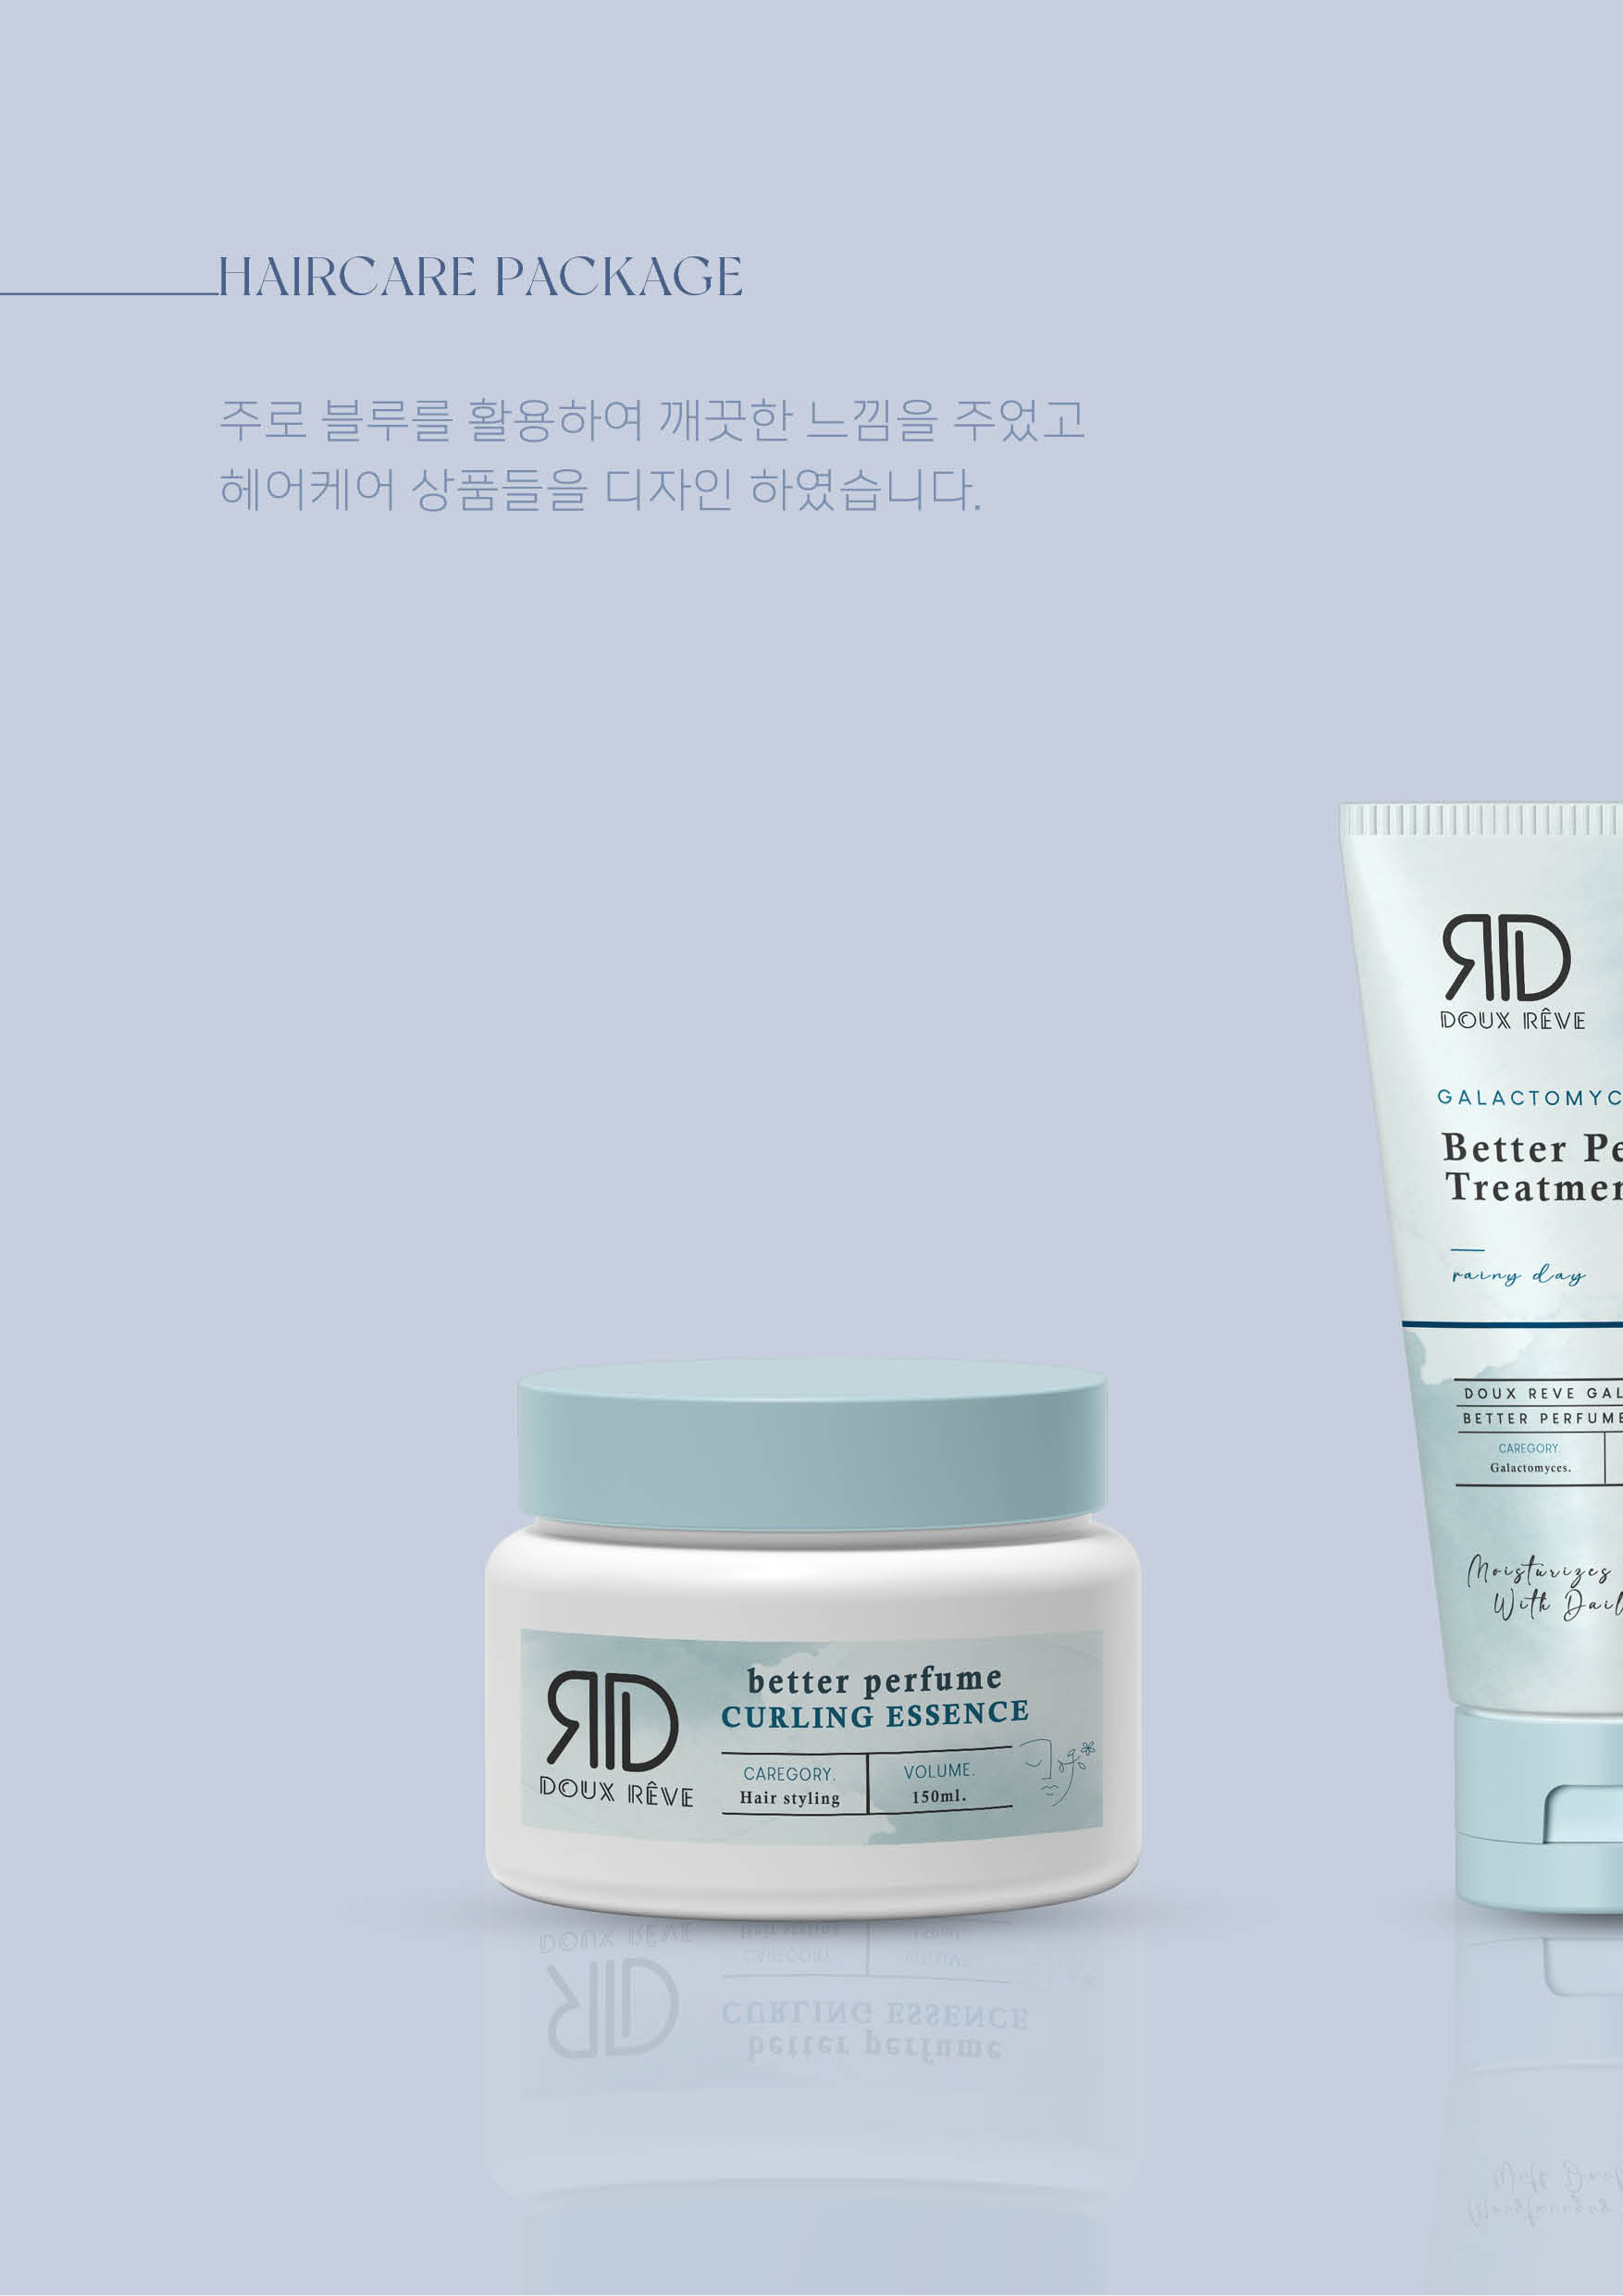 HAIRCARE PACKAGE
주로 블루를 활용하여 깨끗한 느낌을 주었고
헤어케어 상품들을 디자인 하였습니다.
RD
DOUX RÊVE
GALACTOMYC
Better Pe
Treatmen
rainy day
DOUX REVE GAL
BETTER PERFUME
CAREGORY.
Galactomyces.
Moisturizes
With Dail
RD
DOUX RÊVE
better perfume
CURLING ESSENCE
CAREGORY.
Hair styling
VOLUME.
150ml.